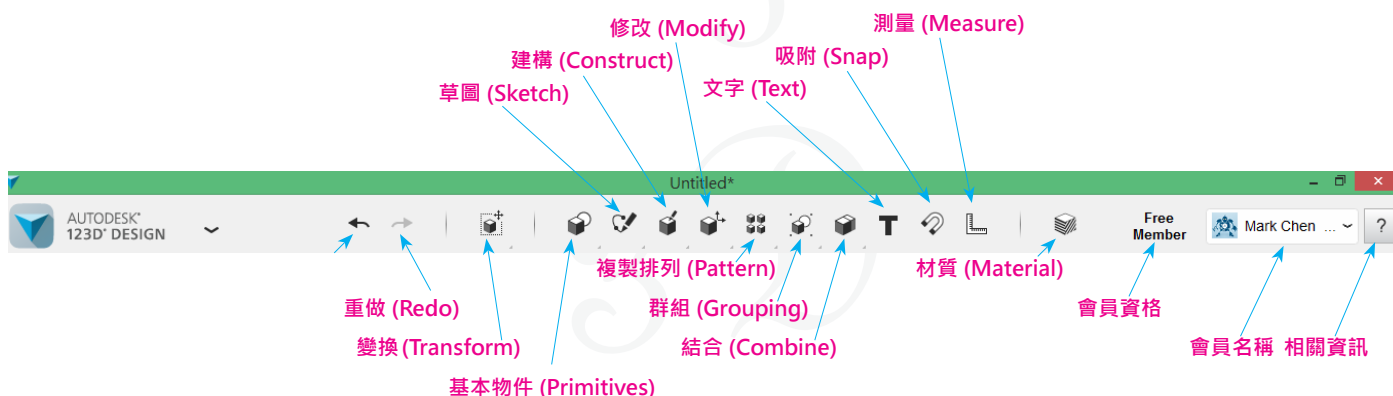 測量 (Measure)
修改 (Modify)
吸附 (Snap)
建構 (Construct)
文字 (Text)
草圖 (Sketch)
Untitled*
AUTODESK®
123D® DESIGN
T
Free
Member
Mark Chen ...
?
複製排列 (Pattern)
材質 (Material)
群組 (Grouping)
重做 (Redo)
會員資格
變換 (Transform)
結合 (Combine)
會員名稱 相關資訊
基本物件 (Primitives)